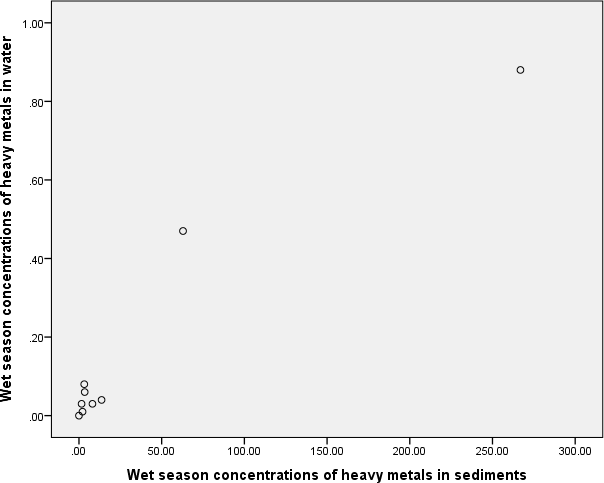 Wet season concentrations of heavy metals in water
1.00
.80
.60
.40
.20
.00
.00 50.00 100.00 150.00 200.00 250.00 300.00
Wet season concentrations of heavy metals in sediments